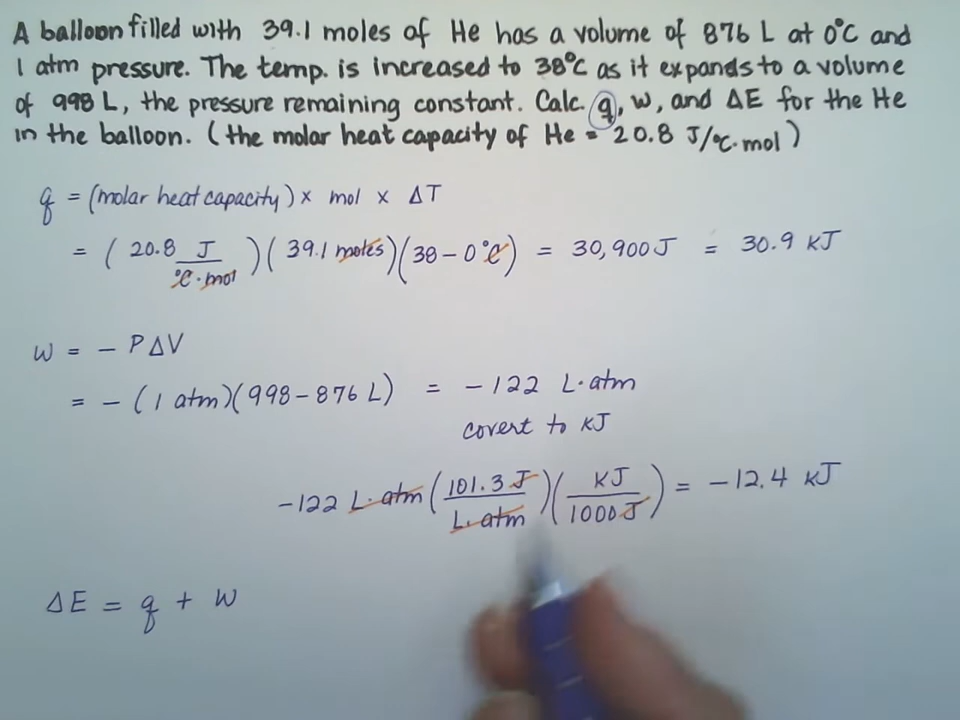 A balloon filled with 39.1 moles of He has a volume of 876 L at 0°C and
1 atm pressure. The temp. is increased to 38°C as it expands to a volume
of 998 L, the pressure remaining constant. Calc. q, w, and ΔE for the He
in the balloon. (the molar heat capacity of He = 20.8 J/°C·mol)
q = (molar heat capacity) × mol × ΔT
= (20.8 J/°C·mol)(39.1 moles)(38 - 0°C) = 30,900 J = 30.9 kJ
W = - PΔV
= - (1 atm)(998 - 876 L) = -122 L·atm
covert to KJ
-122 L·atm (101.3 J/L·atm)(KJ/1000 J) = -12.4 kJ
ΔE = q + W